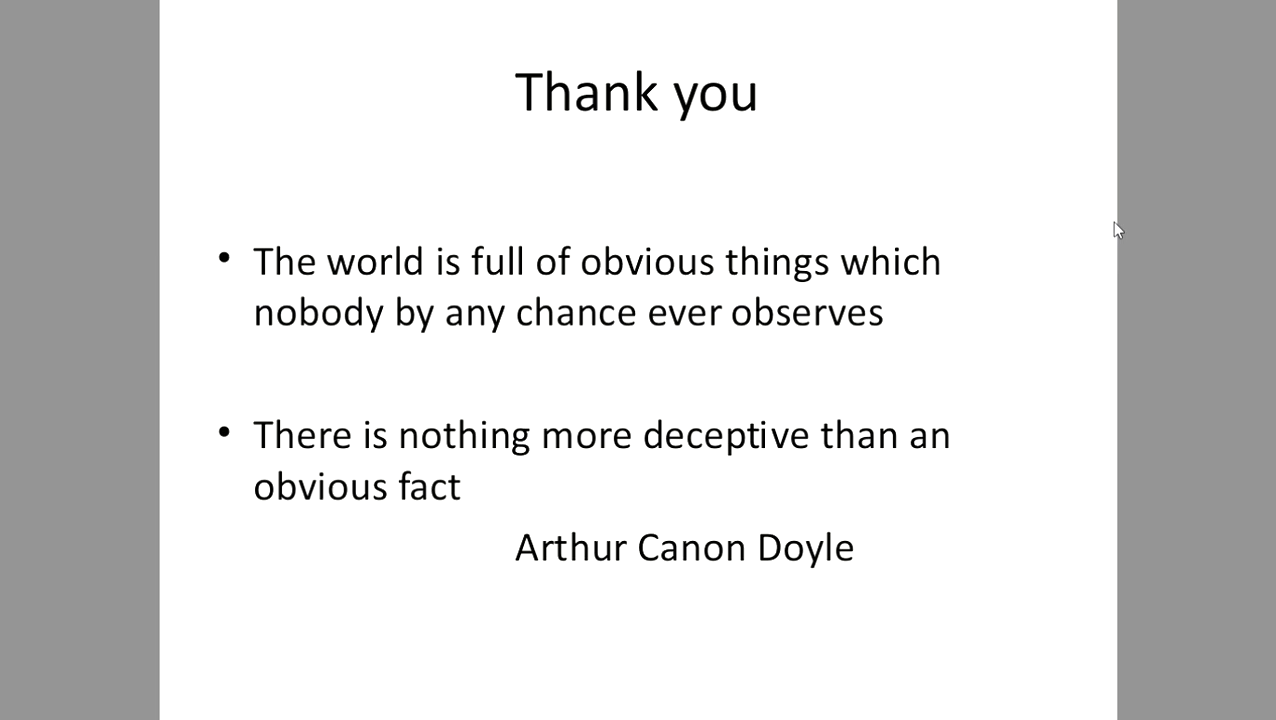 Thank you
• The world is full of obvious things which
nobody by any chance ever observes
• There is nothing more deceptive than an
obvious fact
Arthur Canon Doyle